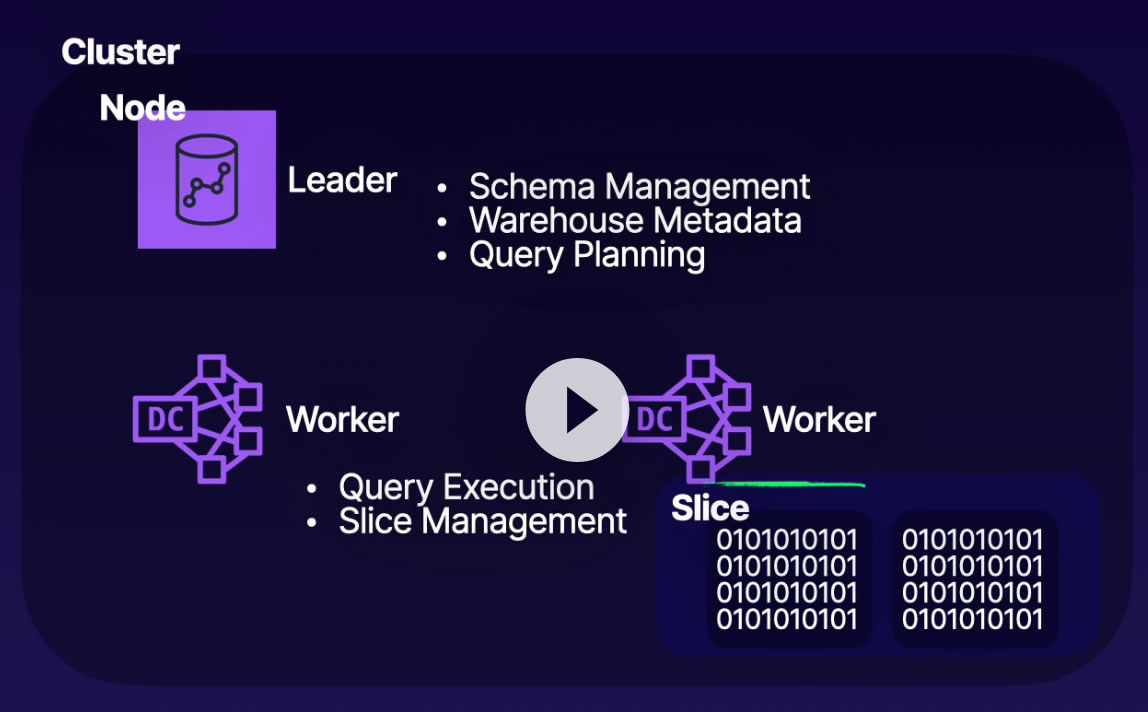 Cluster
Node
Leader
• Schema Management
• Warehouse Metadata
• Query Planning
DC
Worker
• Query Execution
• Slice Management
DC
Worker
Slice
0101010101
0101010101
0101010101
0101010101
0101010101
0101010101
0101010101
0101010101